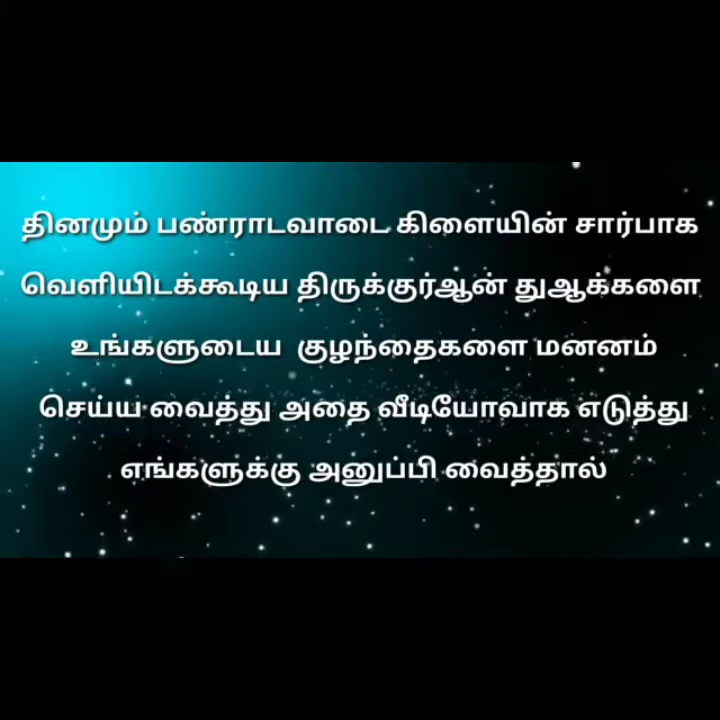 தினமும் பண்ராடவாடை கிளையின் சார்பாக
வெளியிடக்கூடிய திருக்குர்ஆன் துஆக்களை
உங்களுடைய குழந்தைகளை மனனம்
செய்ய வைத்து அதை வீடியோவாக எடுத்து
எங்களுக்கு அனுப்பி வைத்தால்